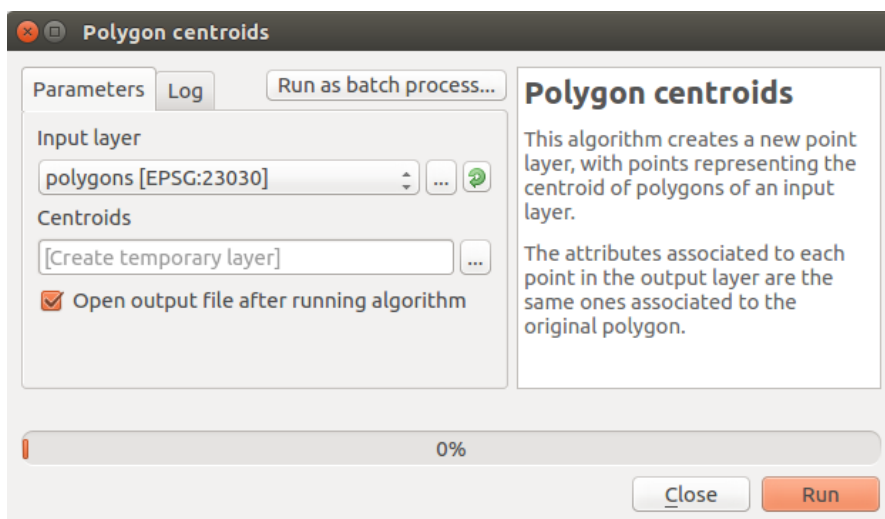 Polygon centroids
Parameters
Log
Run as batch process...
Input layer
polygons [EPSG:23030]
...
Centroids
[Create temporary layer]
...
Open output file after running algorithm
Polygon centroids
This algorithm creates a new point
layer, with points representing the
centroid of polygons of an input
layer.
The attributes associated to each
point in the output layer are the
same ones associated to the
original polygon.
0%
Close
Run